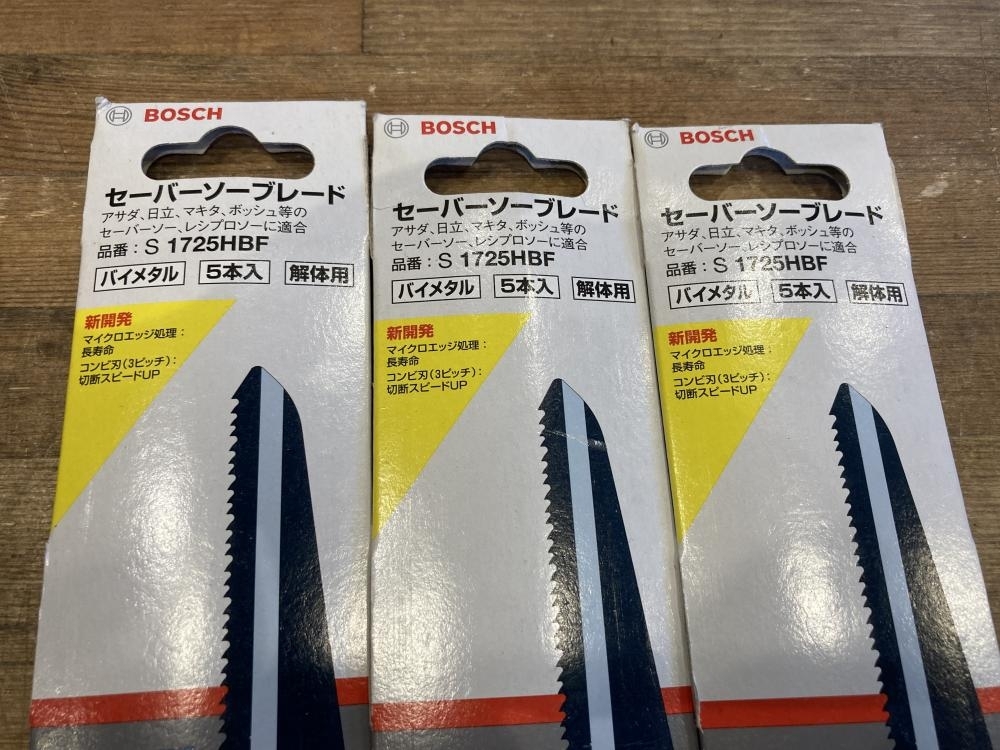 BOSCH
セーバーソーブレード
アサダ、日立、マキタ、ボッシュ等の
セーバーソー、レシプロソーに適合
品番：S 1725HBF
バイメタル 5本入 解体用
新開発
マイクロエッジ処理：
長寿命
コンビ刃（3ピッチ）：
切断スピードUP
BOSCH
セーバーソーブレード
アサダ、日立、マキタ、ボッシュ等の
セーバーソー、レシプロソーに適合
品番：S 1725HBF
バイメタル 5本入 解体用
新開発
マイクロエッジ処理：
長寿命
コンビ刃（3ピッチ）：
切断スピードUP
BOSCH
セーバーソーブレード
アサダ、日立、マキタ、ボッシュ等の
セーバーソー、レシプロソーに適合
品番：S 1725HBF
バイメタル 5本入 解体用
新開発
マイクロエッジ処理：
長寿命
コンビ刃（3ピッチ）：
切断スピードUP